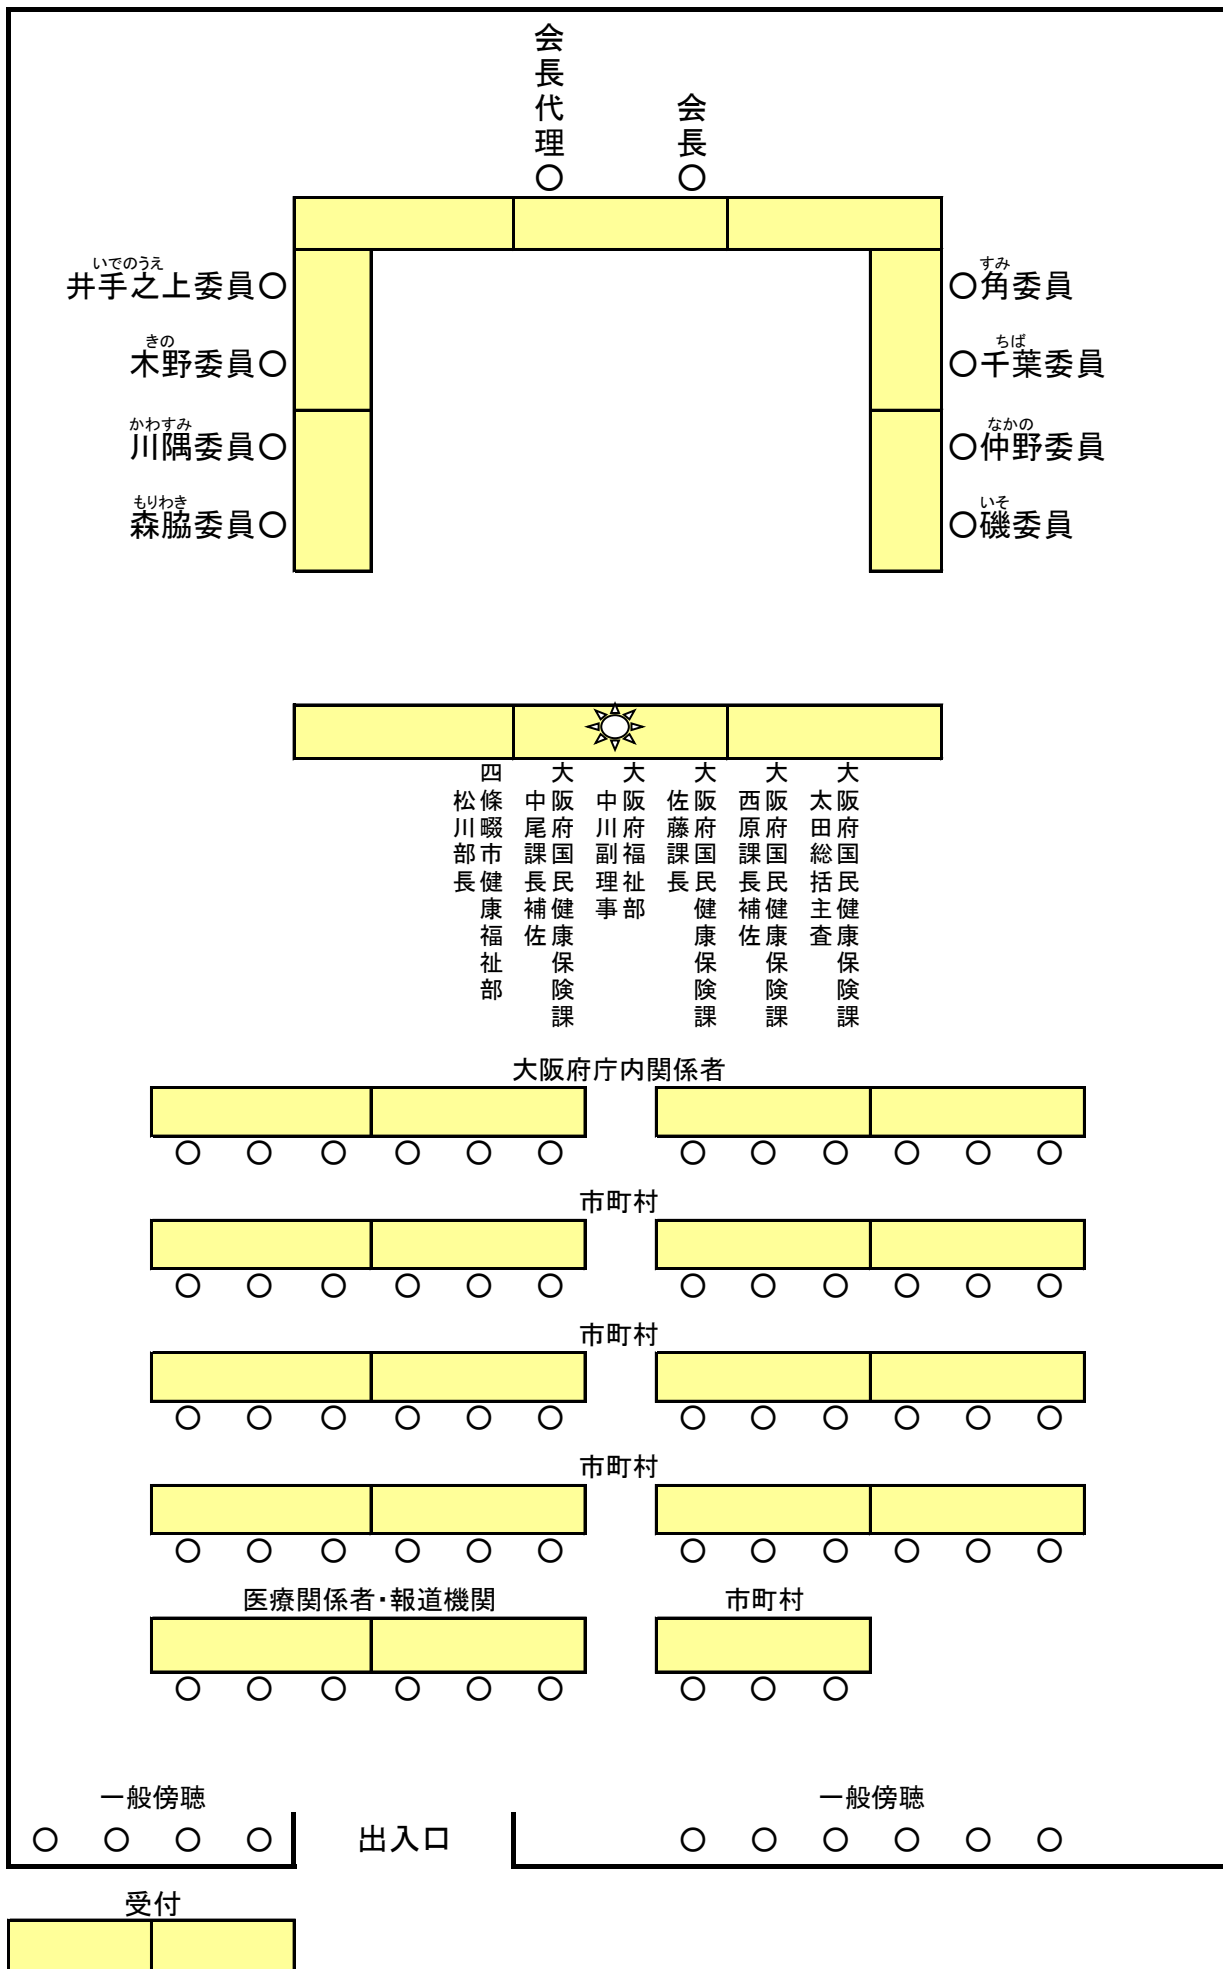 会長代理
会長
いでのうえ
井手之上委員○
すみ
○角委員
きの
木野委員○
ちば
○千葉委員
かわすみ
川隅委員○
なかの
○仲野委員
もりわき
森脇委員○
いそ
○磯委員
大阪府国民健康保険課
太田総括主査
大阪府国民健康保険課
西原課長補佐
大阪府国民健康保険課
佐藤課長
大阪府福祉部
中川副理事
大阪府国民健康保険課
中尾課長補佐
四條畷市健康福祉部
松川部長
大阪府庁内関係者
市町村
市町村
市町村
医療関係者・報道機関
市町村
一般傍聴
一般傍聴
出入口
受付